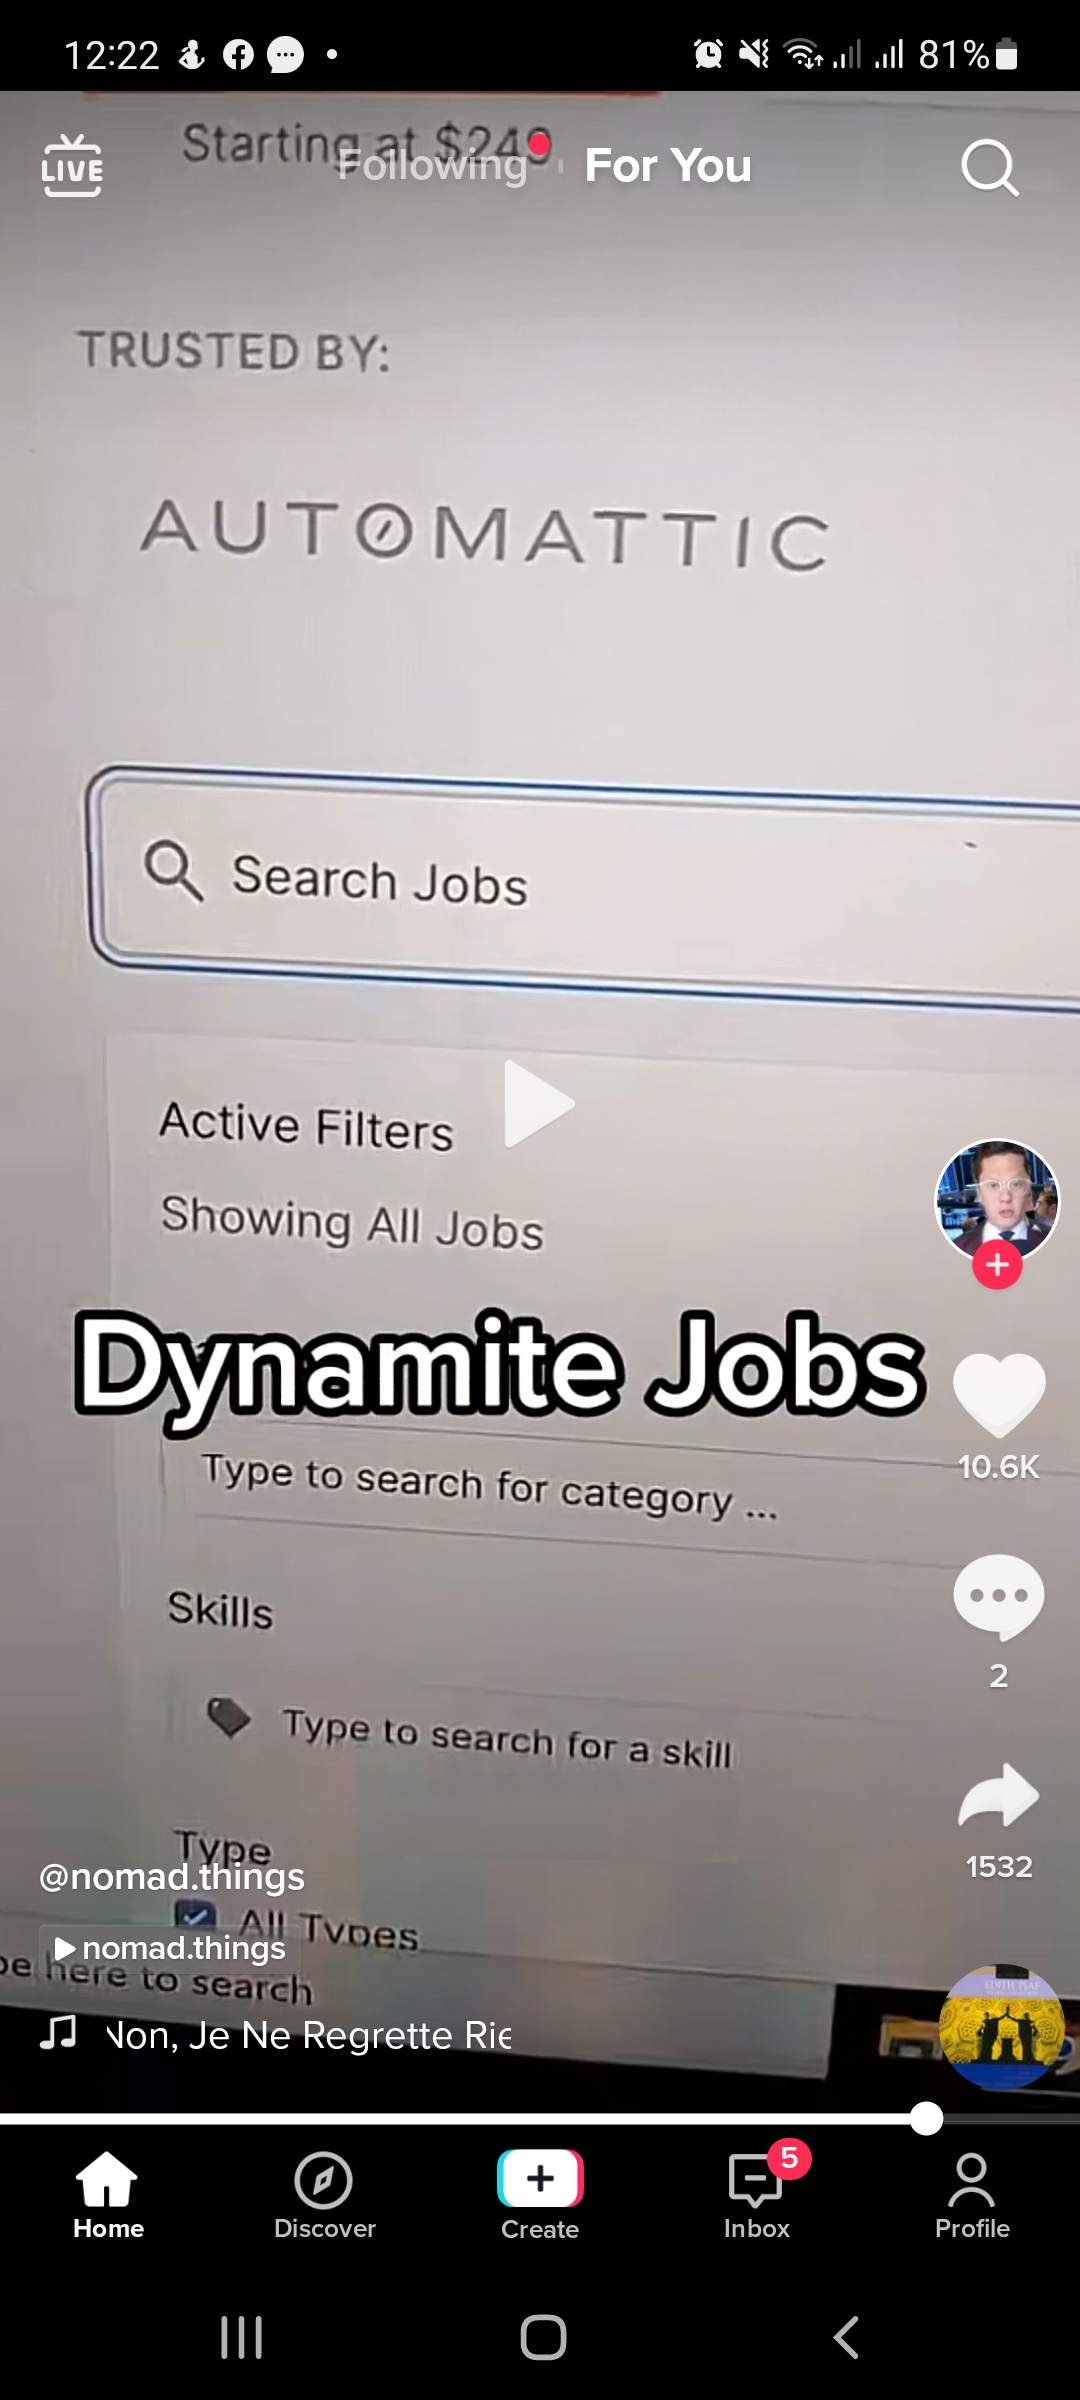 12:22
81%
Starting at $249
LIVE
Following
For You
TRUSTED BY:
AUTOMATTIC
Search Jobs
Active Filters
Showing All Jobs
Dynamite Jobs
10.6K
Type to search for category ...
Skills
2
Type to search for a skill
Type
1532
@nomad.things
All Types
nomad.things
pe here to search
Non, Je Ne Regrette Rie
EDITH PIAF
Home
Discover
Create
5
Inbox
Profile